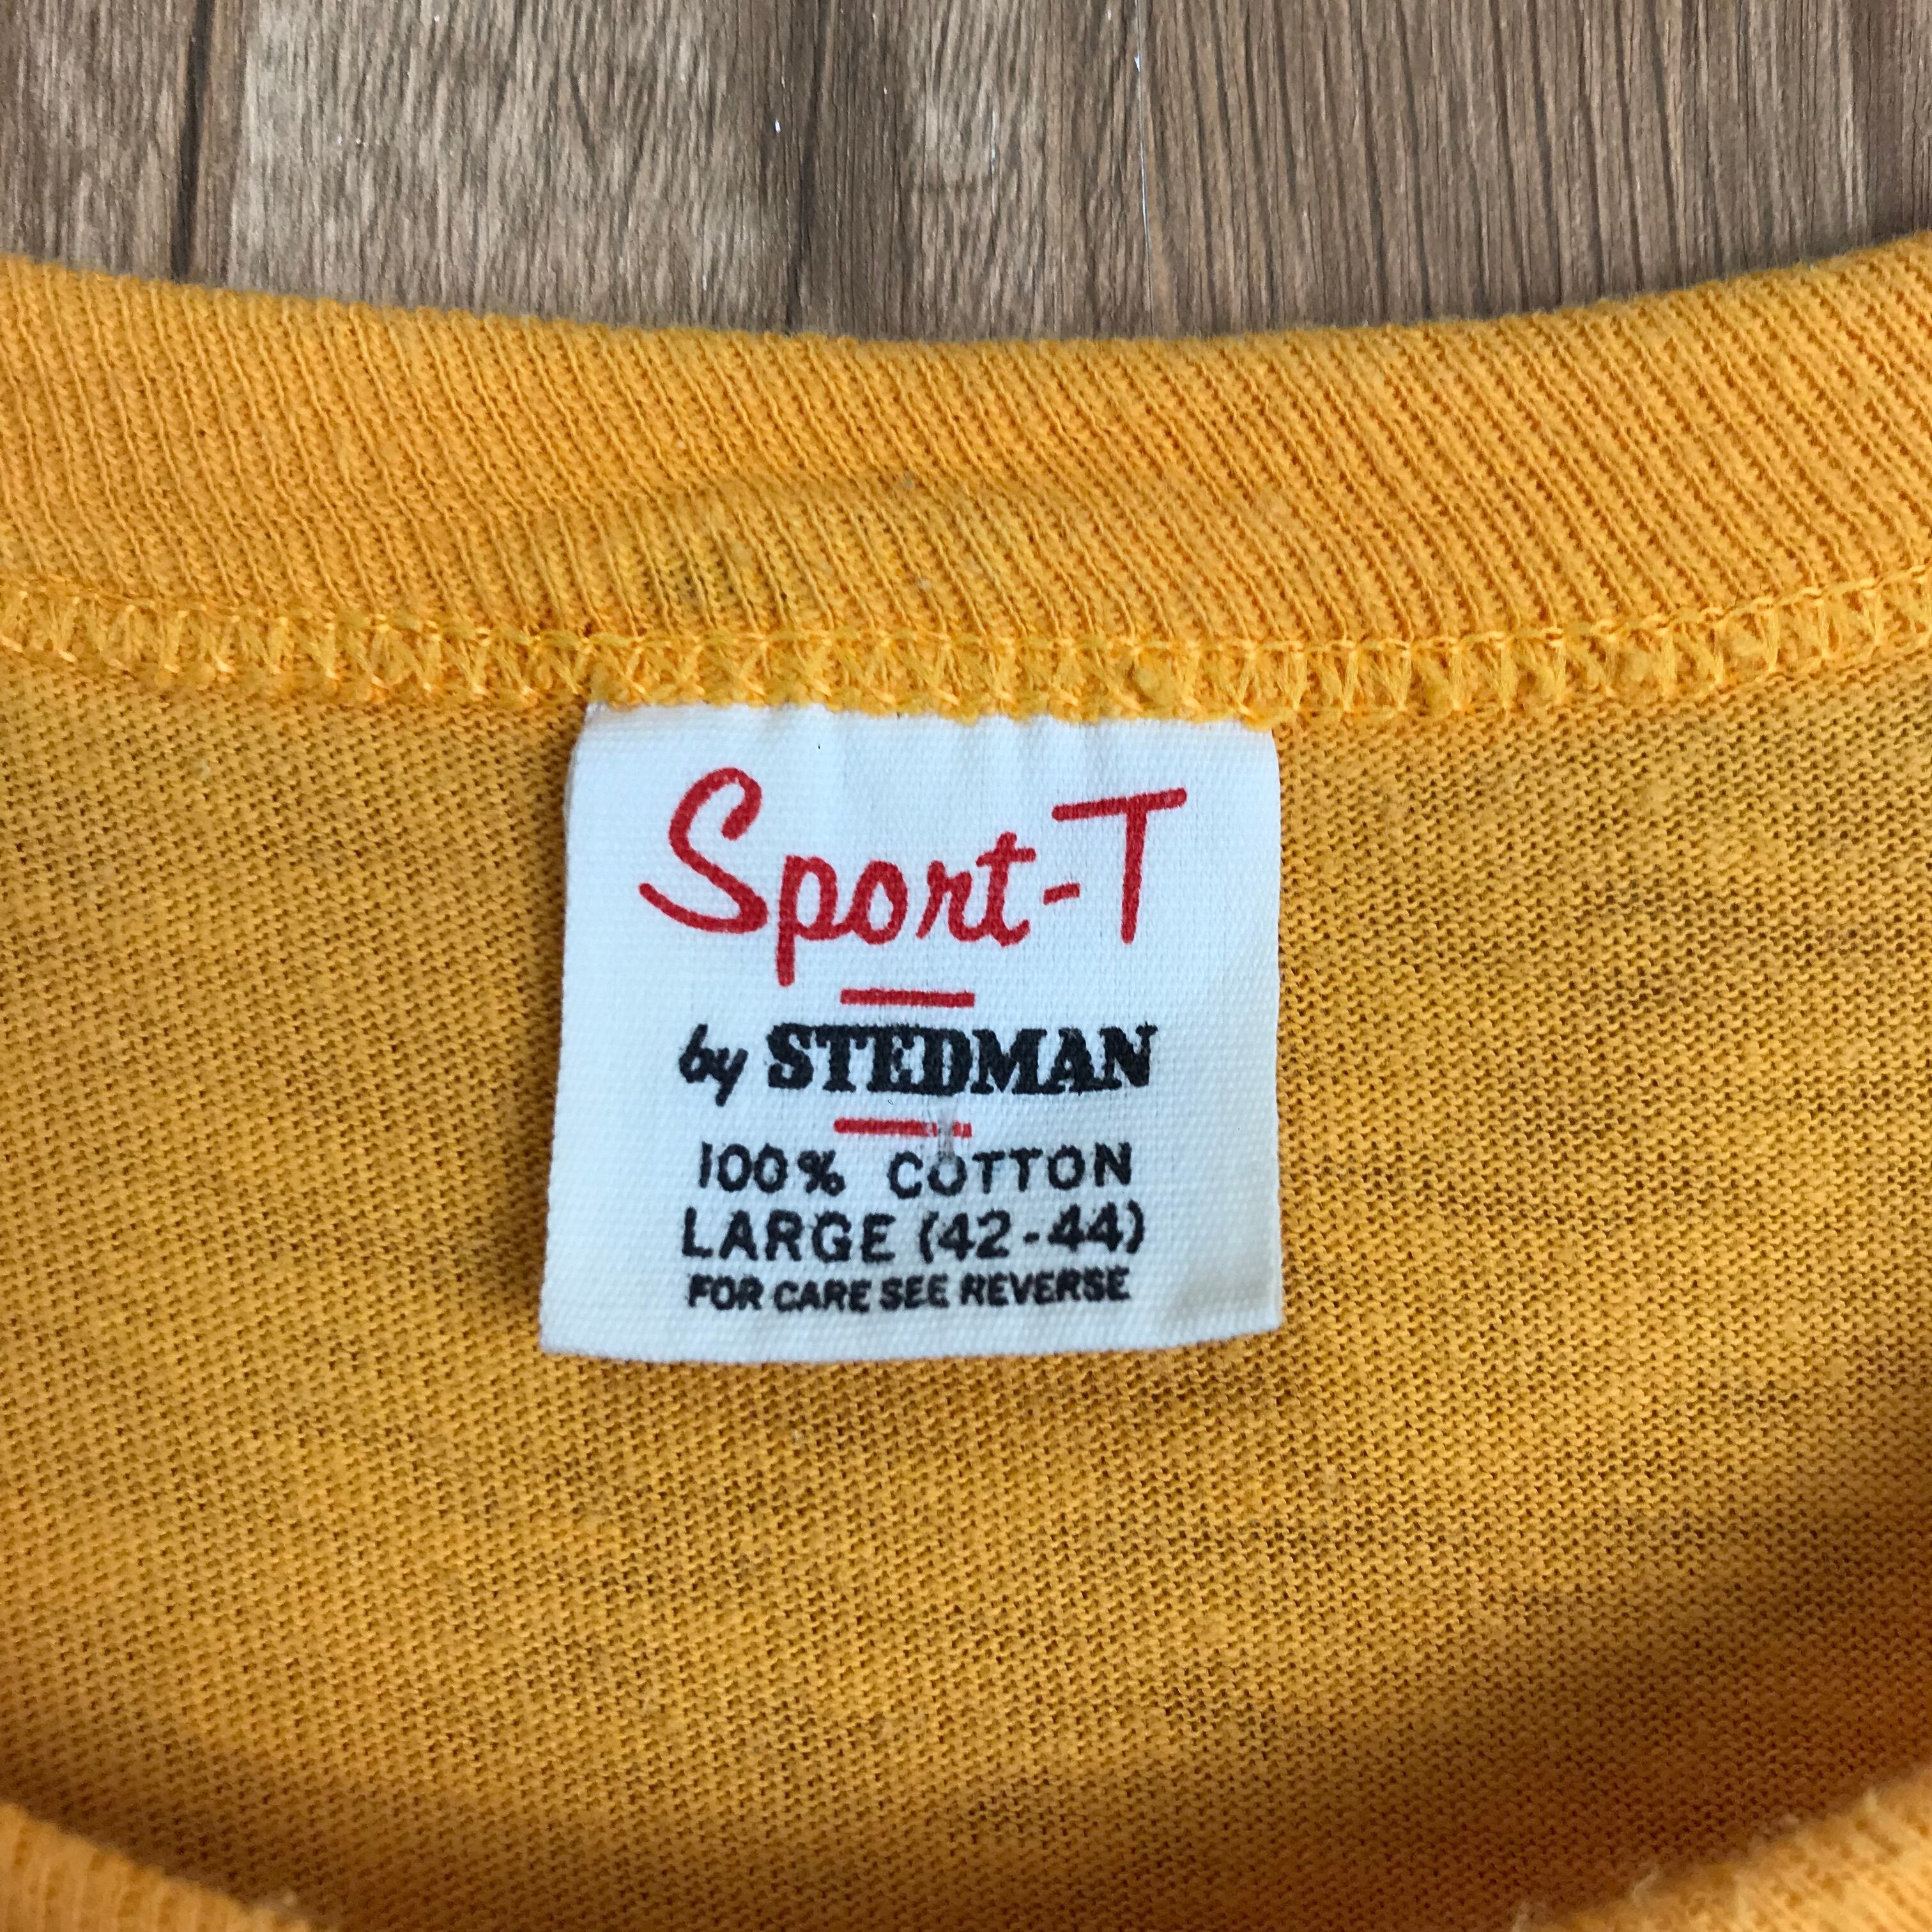 Sport-T
by STEDMAN
100% COTTON
LARGE (42-44)
FOR CARE SEE REVERSE